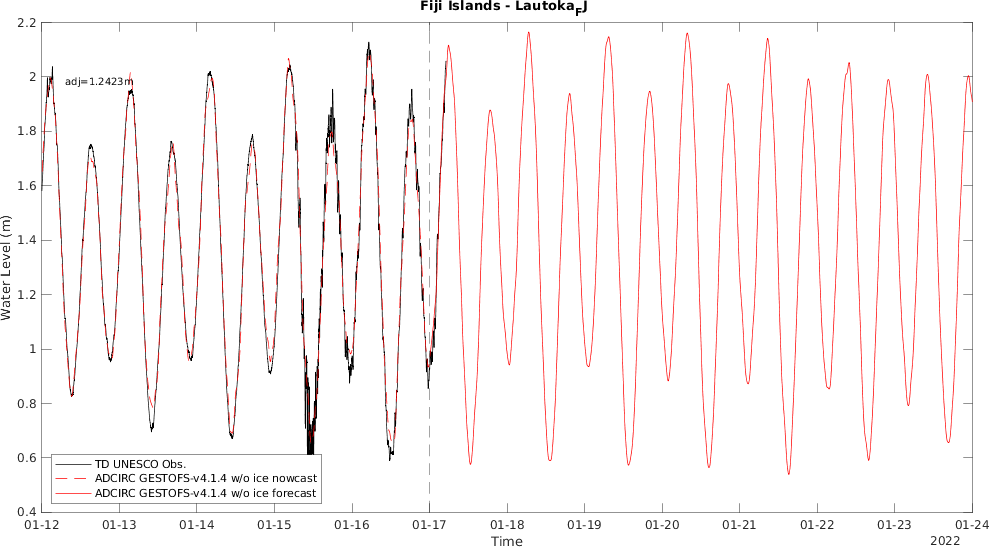 Fiji Islands - Lautoka_FJ
2.2
2
1.8
1.6
1.4
1.2
1
0.8
0.6
0.4
Water Level (m)
adj=1.2423m
TD UNESCO Obs.
ADCIRC GESTOFS-v4.1.4 w/o ice nowcast
ADCIRC GESTOFS-v4.1.4 w/o ice forecast
01-12 01-13 01-14 01-15 01-16 01-17 01-18 01-19 01-20 01-21 01-22 01-23 01-24
Time
2022